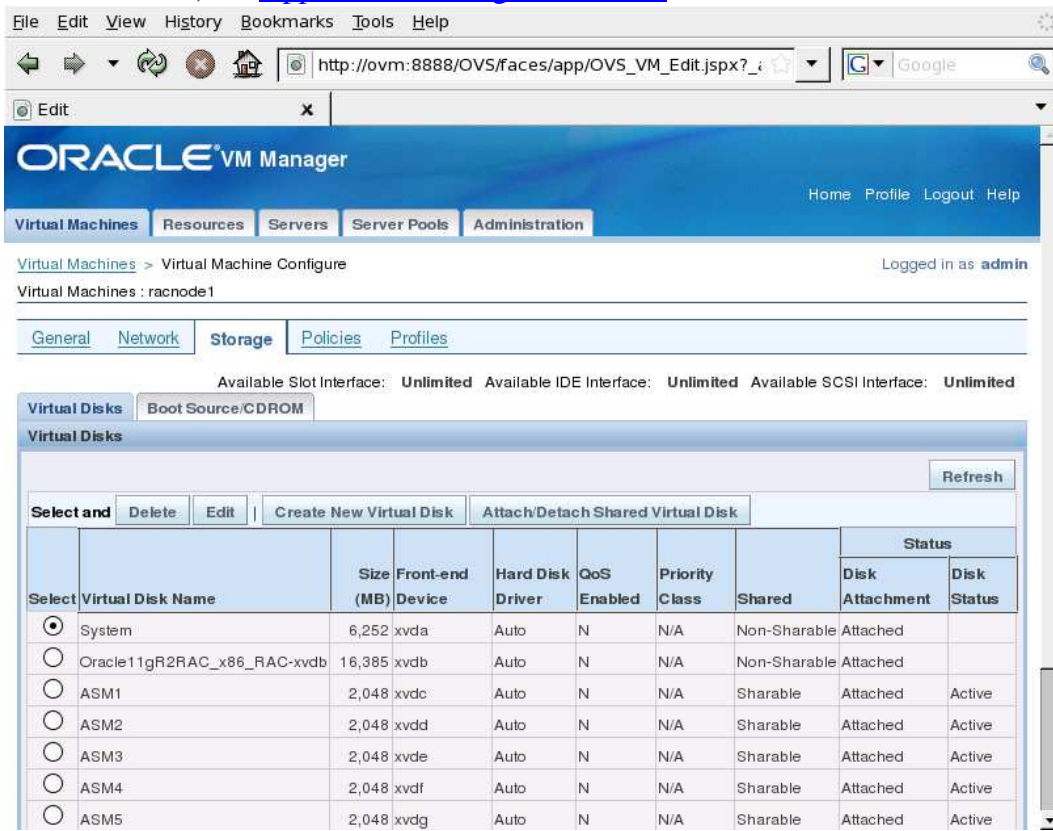 File Edit View History Bookmarks Tools Help
http://ovm:8888/OVS/faces/app/OVS_VM_Edit.jspx?_a
G Google
Edit x
ORACLE VM Manager
Home Profile Logout Help
Virtual Machines Resources Servers Server Pools Administration
Virtual Machines > Virtual Machine Configure Logged in as admin
Virtual Machines : racnode1
General Network Storage Policies Profiles
Available Slot Interface: Unlimited Available IDE Interface: Unlimited Available SCSI Interface: Unlimited
Virtual Disks Boot Source/CDROM
Virtual Disks
Refresh
Select and Delete Edit | Create New Virtual Disk Attach/Detach Shared Virtual Disk
Status
Size Front-end Hard Disk QoS Priority Disk Disk
Select Virtual Disk Name (MB) Device Driver Enabled Class Shared Attachment Status
System 6,252 xvda Auto N N/A Non-Sharable Attached
Oracle11gR2RAC_x86_RAC-xvdb 16,385 xvdb Auto N N/A Non-Sharable Attached
ASM1 2,048 xvdc Auto N N/A Sharable Attached Active
ASM2 2,048 xvdd Auto N N/A Sharable Attached Active
ASM3 2,048 xvde Auto N N/A Sharable Attached Active
ASM4 2,048 xvdf Auto N N/A Sharable Attached Active
ASM5 2,048 xvdg Auto N N/A Sharable Attached Active